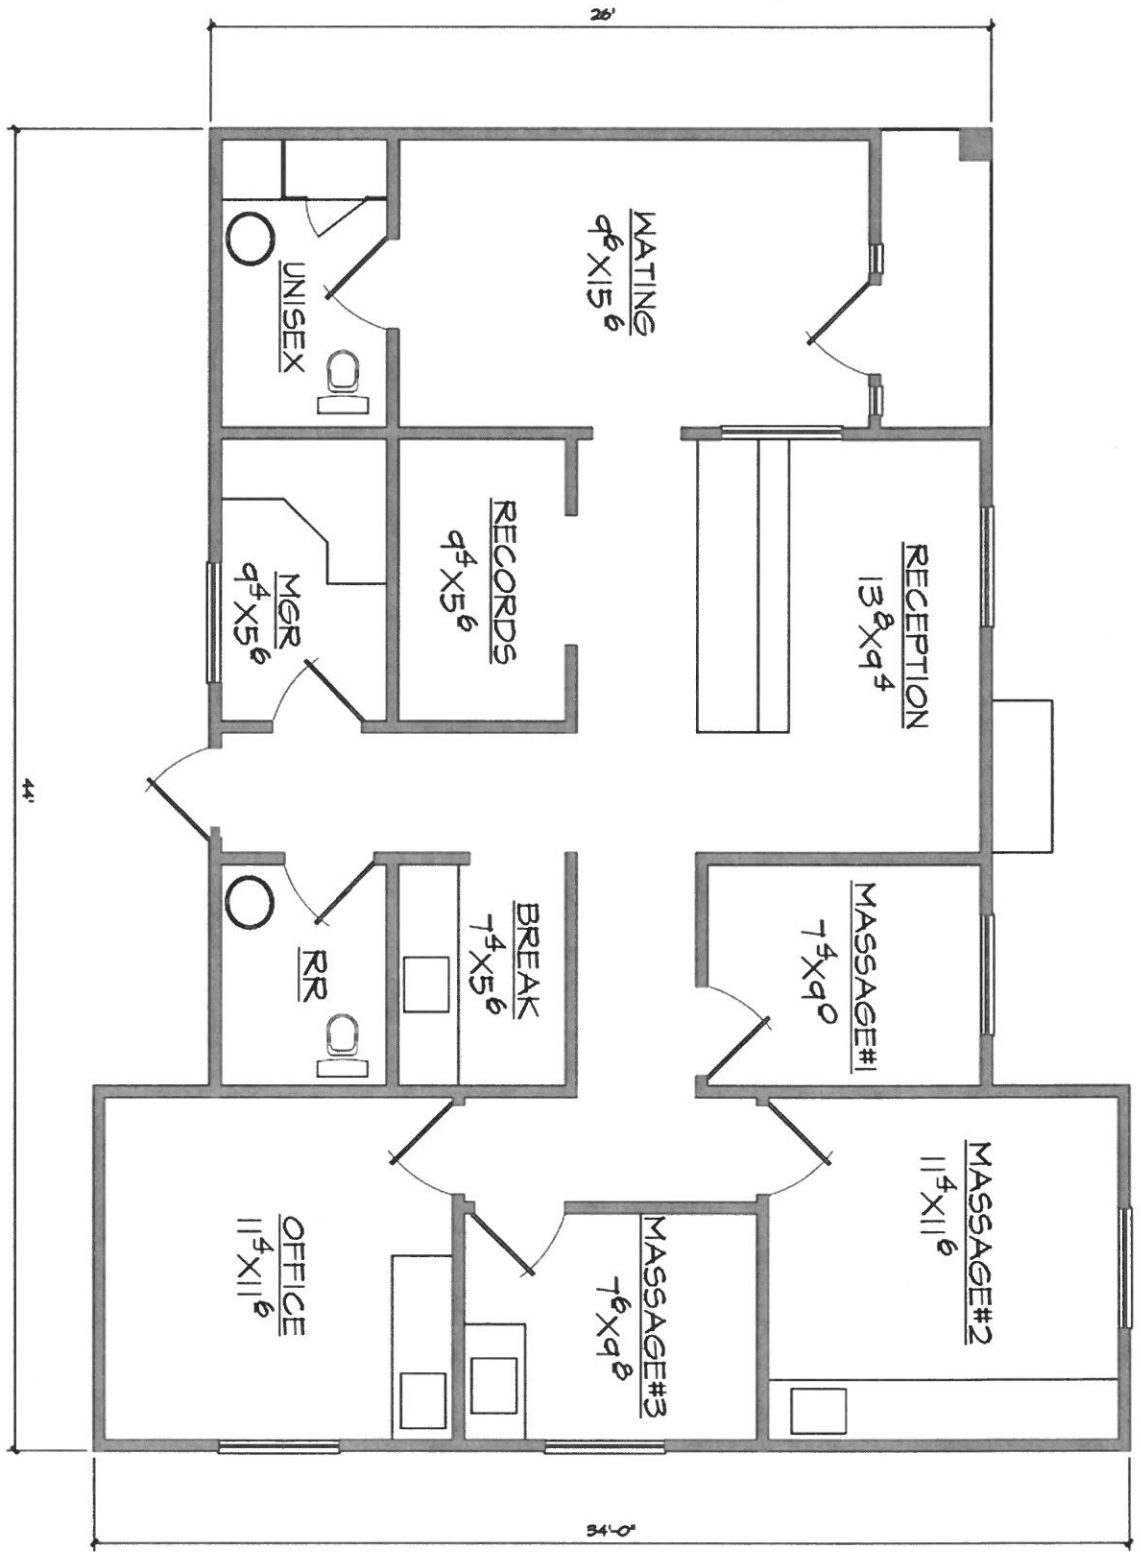 26'
WATING
9⁶X15⁶
UNISEX
RECORDS
9⁴X5⁶
MGR
9⁴X5⁶
RECEPTION
13⁸X9⁴
44'
BREAK
7⁴X5⁶
RR
MASSAGE#1
7⁴X9⁰
MASSAGE#2
11⁴X11⁶
OFFICE
11⁴X11⁶
MASSAGE#3
7⁶X9⁸
34'-0"